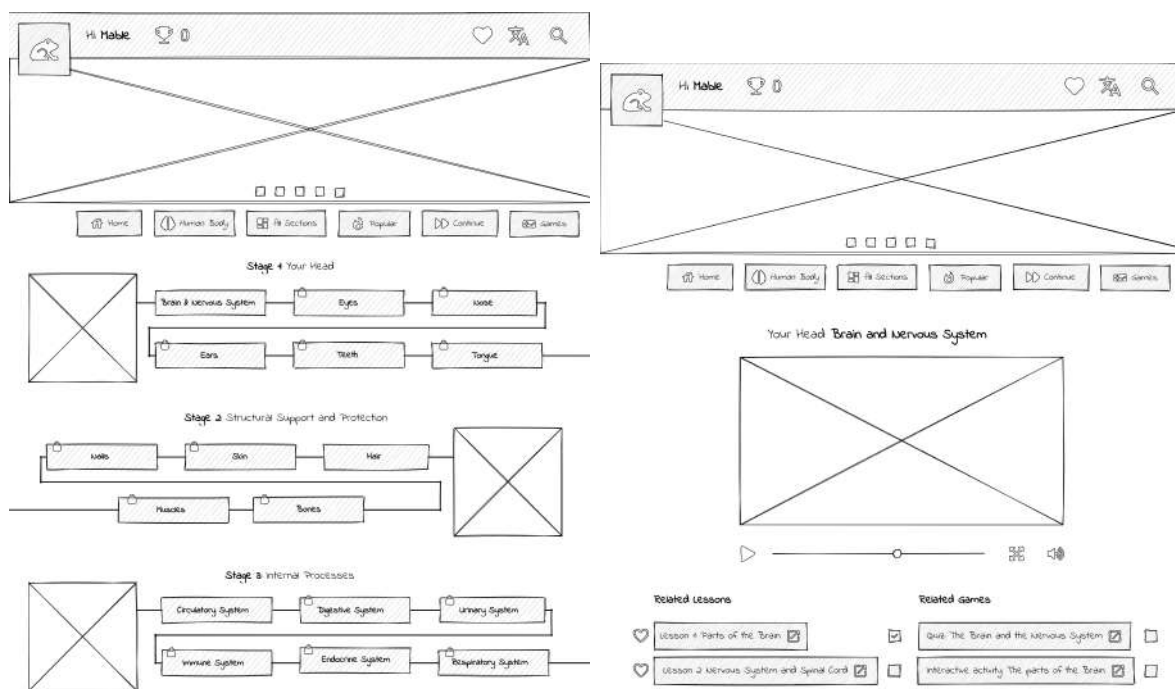 Hi Mable 0
Home Human Body All Sections Popular Continue Games
Stage 1 Your Head
Brain & Nervous System Eyes Nose
Ears Teeth Tongue
Stage 2 Structural Support and Protection
Nails Skin Hair
Muscles Bones
Stage 3 Internal Processes
Circulatory System Digestive System Urinary System
Immune System Endocrine System Respiratory System
Hi Mable 0
Home Human Body All Sections Popular Continue Games
Your Head Brain and Nervous System
Related Lessons
Lesson 1 Parts of the Brain
Lesson 2 Nervous System and Spinal Cord
Related Games
Quiz The Brain and the Nervous System
Interactive activity The parts of the Brain